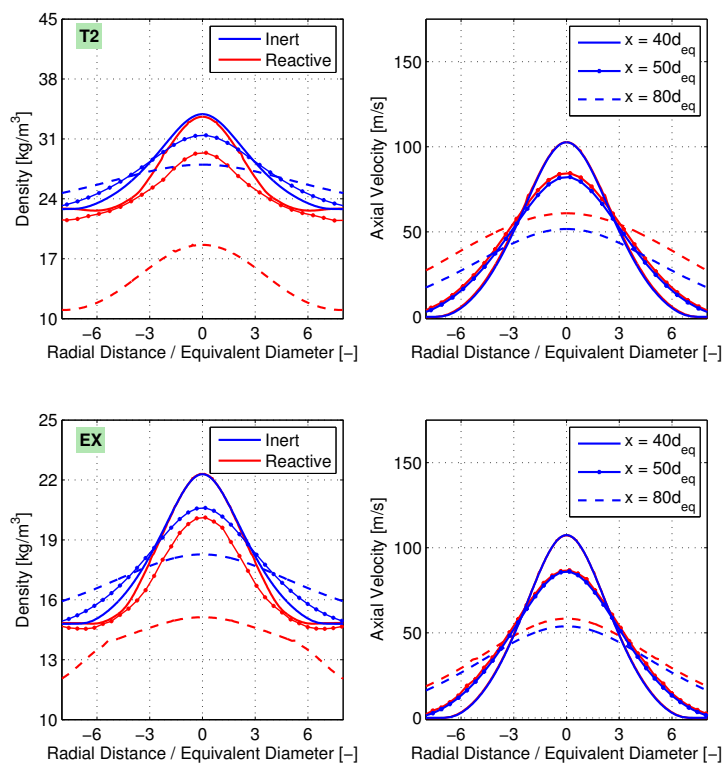 T2
Inert
Reactive
Density [kg/m³]
45
38
31
24
17
10
−6 −3 0 3 6
Radial Distance / Equivalent Diameter [−]
x = 40d_eq
x = 50d_eq
x = 80d_eq
Axial Velocity [m/s]
150
100
50
0
−6 −3 0 3 6
Radial Distance / Equivalent Diameter [−]
EX
Inert
Reactive
Density [kg/m³]
25
22
19
16
13
10
−6 −3 0 3 6
Radial Distance / Equivalent Diameter [−]
x = 40d_eq
x = 50d_eq
x = 80d_eq
Axial Velocity [m/s]
150
100
50
0
−6 −3 0 3 6
Radial Distance / Equivalent Diameter [−]